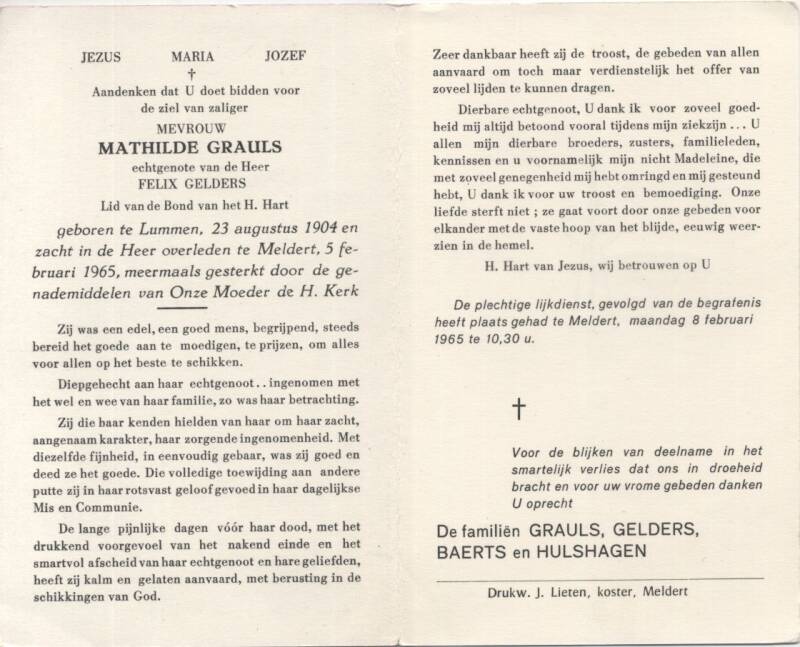 JEZUS MARIA JOZEF
†
Aandenken dat U doet bidden voor
de ziel van zaliger
MEVROUW
MATHILDE GRAULS
echtgenote van de Heer
FELIX GELDERS
Lid van de Bond van het H. Hart
geboren te Lummen, 23 augustus 1904 en
zacht in de Heer overleden te Meldert, 5 fe-
bruari 1965, meermaals gesterkt door de ge-
nademiddelen van Onze Moeder de H. Kerk
Zij was een edel, een goed mens, begrijpend, steeds
bereid het goede aan te moedigen, te prijzen, om alles
voor allen op het beste te schikken.
Diepgehecht aan haar echtgenoot.. ingenomen met
het wel en wee van haar familie, zo was haar betrachting.
Zij die haar kenden hielden van haar om haar zacht,
aangenaam karakter, haar zorgende ingenomenheid. Met
diezelfde fijnheid, in eenvoudig gebaar, was zij goed en
deed ze het goede. Die volledige toewijding aan andere
putte zij in haar rotsvast geloof gevoed in haar dagelijkse
Mis en Communie.
De lange pijnlijke dagen vóór haar dood, met het
drukkend voorgevoel van het nakend einde en het
smartvol afscheid van haar echtgenoot en hare geliefden,
heeft zij kalm en gelaten aanvaard, met berusting in de
schikkingen van God.
Zeer dankbaar heeft zij de troost, de gebeden van allen
aanvaard om toch maar verdienstelijk het offer van
zoveel lijden te kunnen dragen.
Dierbare echtgenoot, U dank ik voor zoveel goed-
heid mij altijd betoond vooral tijdens mijn ziekzijn... U
allen mijn dierbare broeders, zusters, familieleden,
kennissen en u voornamelijk mijn nicht Madeleine, die
met zoveel genegenheid mij hebt omringd en mij gesteund
hebt, U dank ik voor uw troost en bemoediging. Onze
liefde sterft niet ; ze gaat voort door onze gebeden voor
elkander met de vaste hoop van het blijde, eeuwig weer-
zien in de hemel.
H. Hart van Jezus, wij betrouwen op U
De plechtige lijkdienst, gevolgd van de begrafenis
heeft plaats gehad te Meldert, maandag 8 februari
1965 te 10,30 u.
†
Voor de blijken van deelname in het
smartelijk verlies dat ons in droeheid
bracht en voor uw vrome gebeden danken
U oprecht
De familiën GRAULS, GELDERS,
BAERTS en HULSHAGEN
Drukw. J. Lieten, koster, Meldert